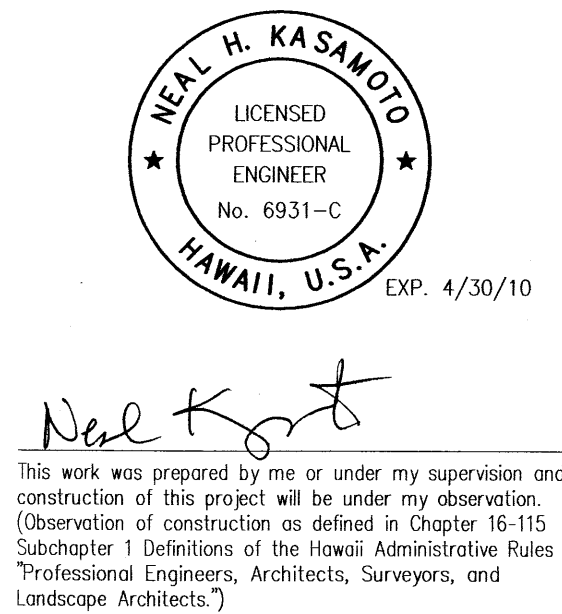 NEAL H. KASAMOTO
LICENSED
PROFESSIONAL
ENGINEER
No. 6931-C
HAWAII, U.S.A.
EXP. 4/30/10
Neal
This work was prepared by me or under my supervision and
construction of this project will be under my observation.
(Observation of construction as defined in Chapter 16-115
Subchapter 1 Definitions of the Hawaii Administrative Rules
"Professional Engineers, Architects, Surveyors, and
Landscape Architects.")